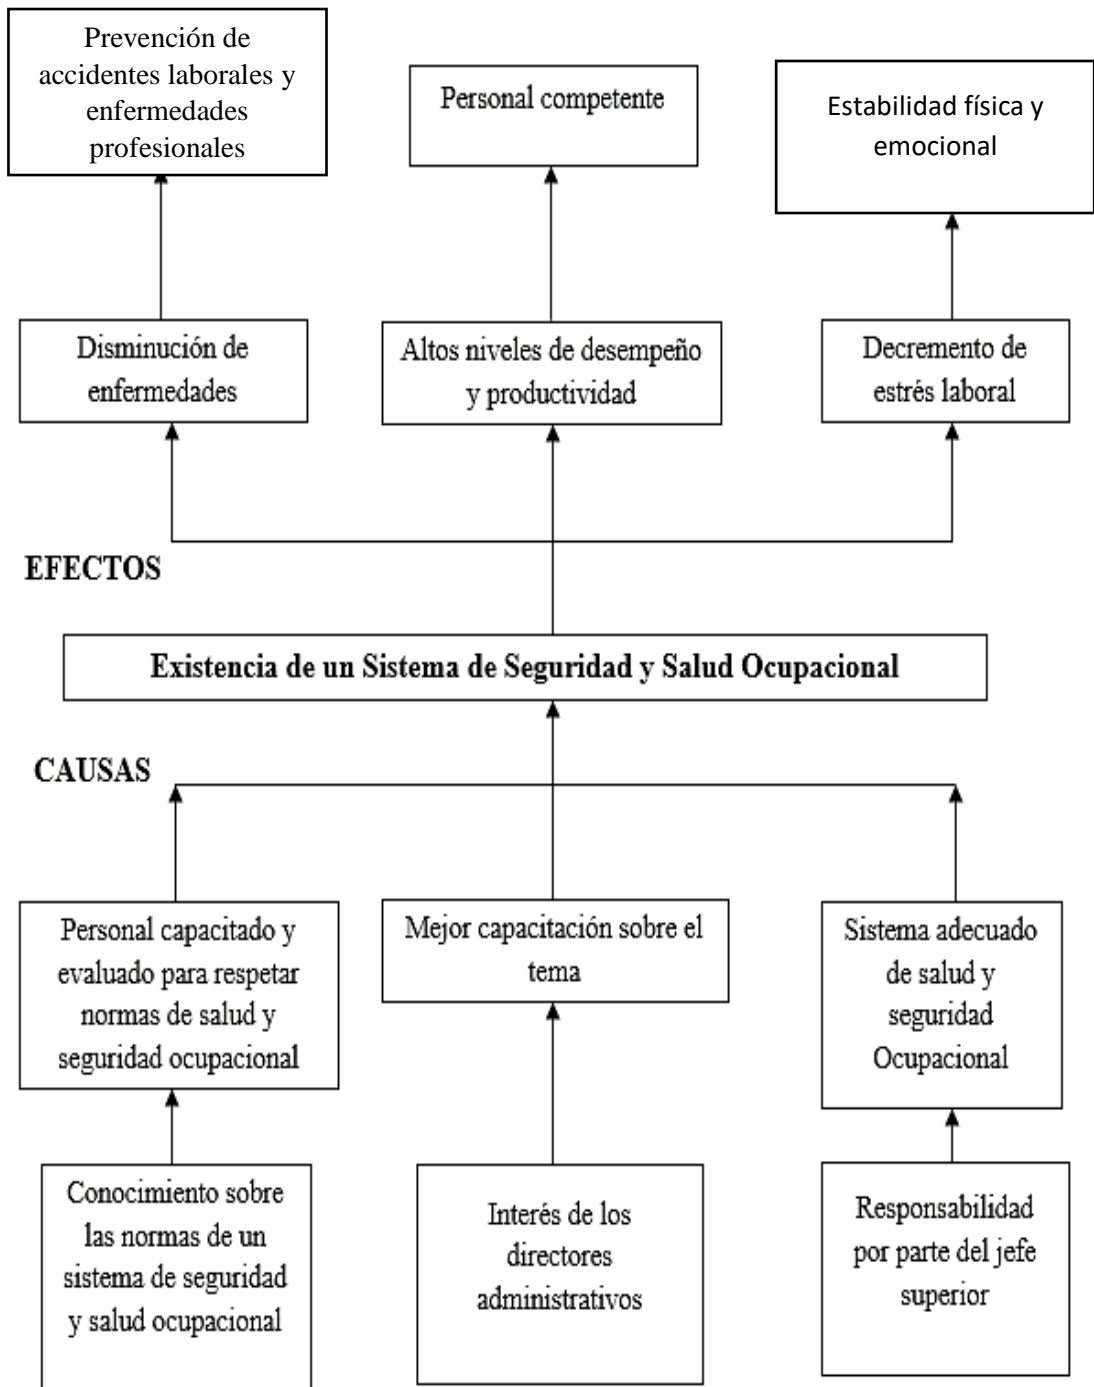 Prevención de
accidentes laborales y
enfermedades
profesionales
Personal competente
Estabilidad física y
emocional
Disminución de
enfermedades
Altos niveles de desempeño
y productividad
Decremento de
estrés laboral
EFECTOS
Existencia de un Sistema de Seguridad y Salud Ocupacional
CAUSAS
Personal capacitado y
evaluado para respetar
normas de salud y
seguridad ocupacional
Mejor capacitación sobre el
tema
Sistema adecuado
de salud y
seguridad
Ocupacional
Conocimiento sobre
las normas de un
sistema de seguridad
y salud ocupacional
Interés de los
directores
administrativos
Responsabilidad
por parte del jefe
superior